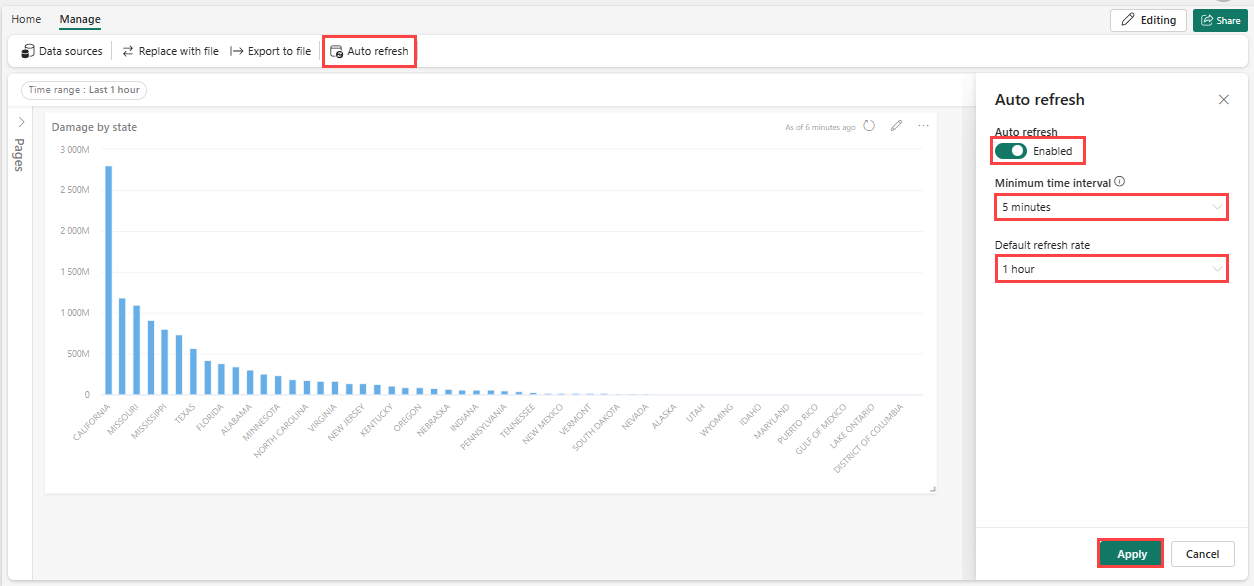 Home Manage Editing Share
Data sources Replace with file Export to file Auto refresh
Time range : Last 1 hour
Pages
Damage by state As of 6 minutes ago
3 000M
2 500M
2 000M
1 500M
1 000M
500M
0
CALIFORNIA
MISSOURI
MISSISSIPPI
TEXAS
FLORIDA
ALABAMA
MINNESOTA
NORTH CAROLINA
VIRGINIA
NEW JERSEY
KENTUCKY
OREGON
NEBRASKA
INDIANA
PENNSYLVANIA
TENNESSEE
NEW MEXICO
VERMONT
SOUTH DAKOTA
NEVADA
ALASKA
UTAH
WYOMING
IDAHO
MARYLAND
PUERTO RICO
GULF OF MEXICO
LAKE ONTARIO
DISTRICT OF COLUMBIA
Auto refresh
Auto refresh
Enabled
Minimum time interval
5 minutes
Default refresh rate
1 hour
Apply Cancel